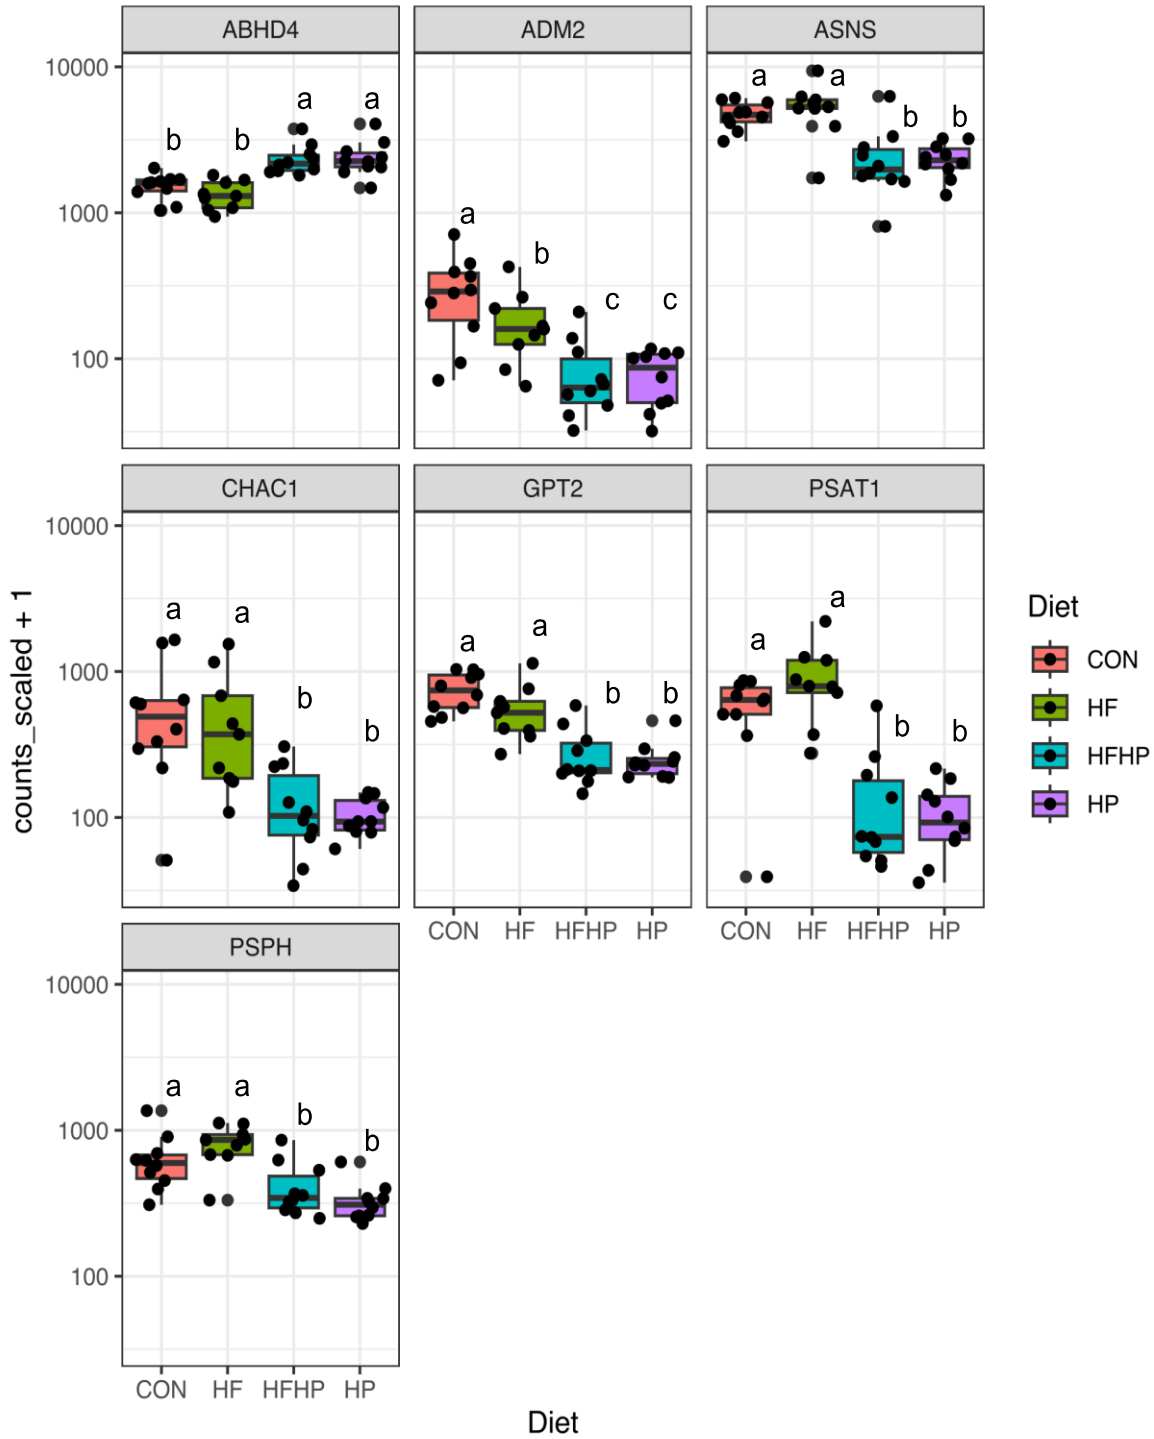 ABHD4 ADM2 ASNS
10000
1000
100
b b a a
a b c c
a a b b
CHAC1 GPT2 PSAT1
10000
1000
100
a a b b
a a b b
a a b b
CON HF HFHP HP
CON HF HFHP HP
PSPH
10000
1000
100
a a b b
CON HF HFHP HP
Diet
counts_scaled + 1
Diet
CON
HF
HFHP
HP